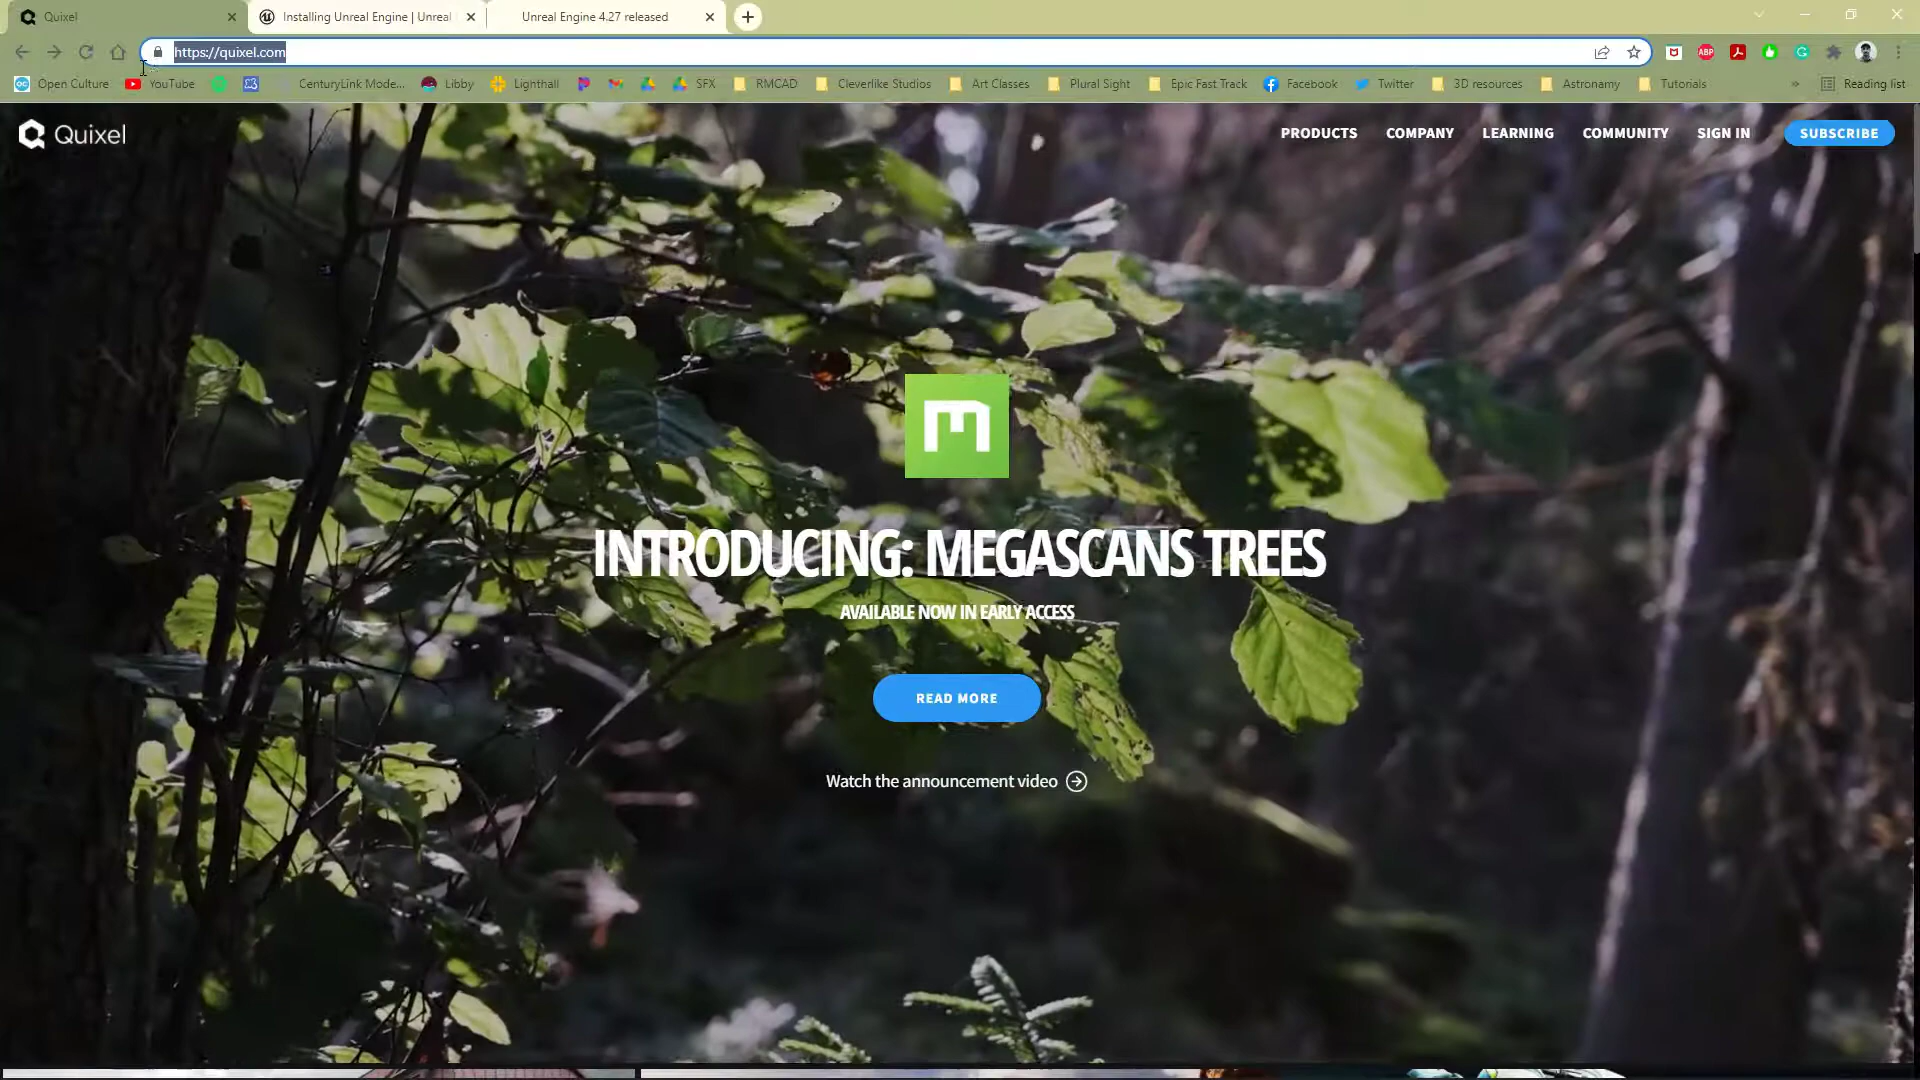 Quixel
Installing Unreal Engine | Unreal
Unreal Engine 4.27 released
https://quixel.com
Open Culture
YouTube
CenturyLink Mode...
Libby
Lighthall
SFX
RMCAD
Cleverlike Studios
Art Classes
Plural Sight
Epic Fast Track
Facebook
Twitter
3D resources
Astronamy
Tutorials
»
Reading list
Quixel
PRODUCTS
COMPANY
LEARNING
COMMUNITY
SIGN IN
SUBSCRIBE
m
INTRODUCING: MEGASCANS TREES
AVAILABLE NOW IN EARLY ACCESS
READ MORE
Watch the announcement video